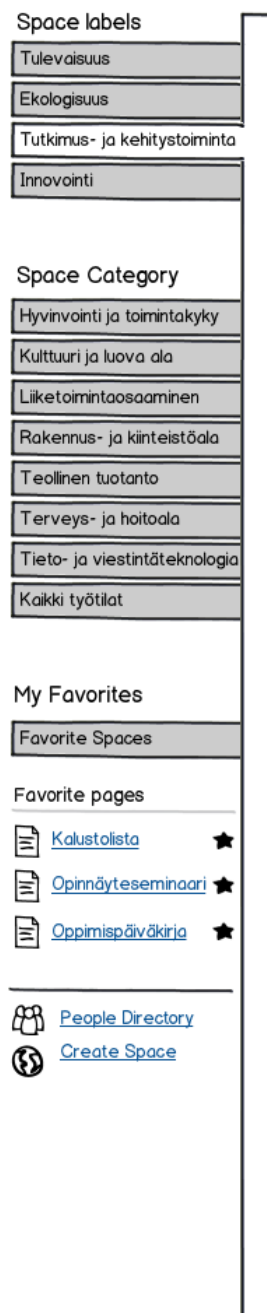 Space labels
Tulevaisuus
Ekologisuus
Tutkimus- ja kehitystoiminta
Innovointi
Space Category
Hyvinvointi ja toimintakyky
Kulttuuri ja luova ala
Liiketoimintaosaaminen
Rakennus- ja kiinteistöala
Teollinen tuotanto
Terveys- ja hoitoala
Tieto- ja viestintäteknologia
Kaikki työtilat
My Favorites
Favorite Spaces
Favorite pages
Kalustolista
Opinnäyteseminaari
Oppimispäiväkirja
People Directory
Create Space